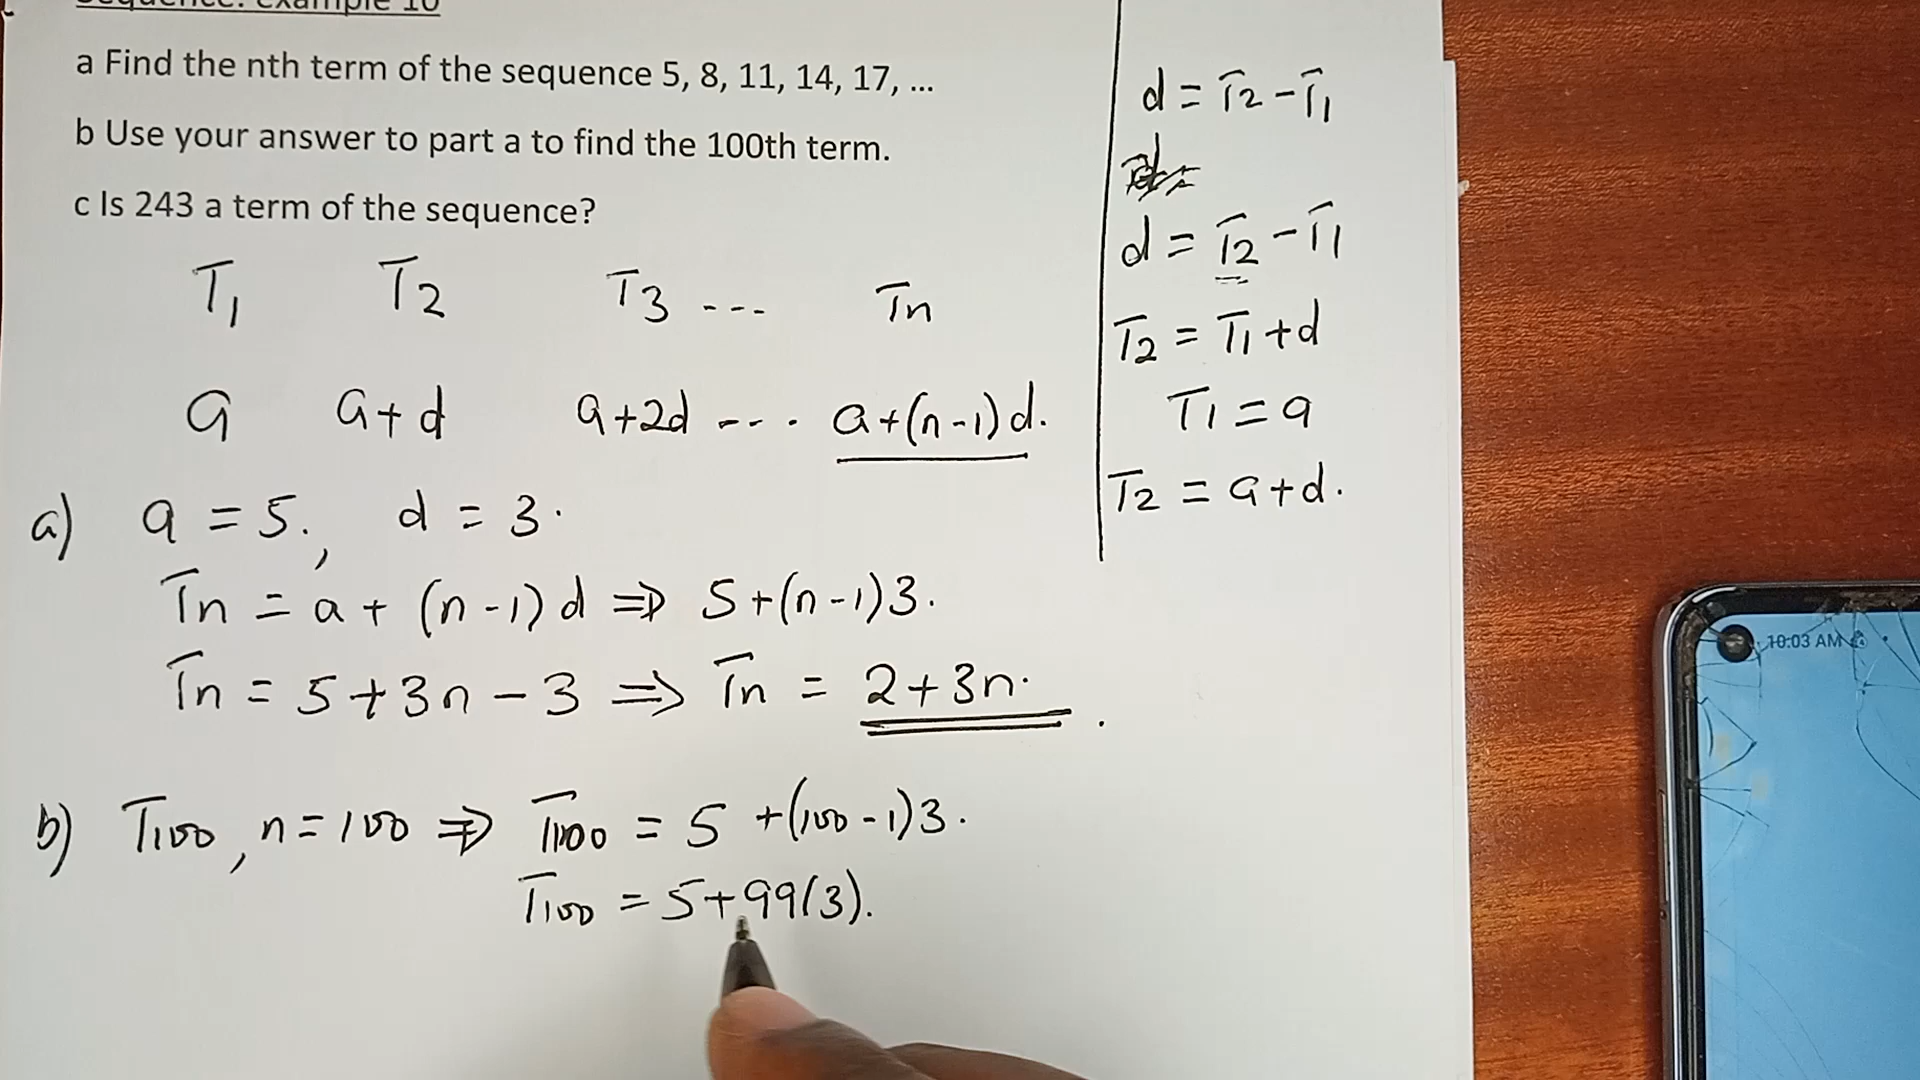 Sequence: example 10
a Find the nth term of the sequence 5, 8, 11, 14, 17, ...
b Use your answer to part a to find the 100th term.
c Is 243 a term of the sequence?
T1 T2 T3 --- Tn
a a+d a+2d --- . a+(n-1)d.
a) a = 5., d = 3.
Tn = a + (n-1)d ⇒ 5+(n-1)3.
Tn = 5+3n-3 ⇒ Tn = 2+3n.
b) T100, n=100 ⇒ T100 = 5 +(100-1)3.
T100 = 5+99(3).
d = T2-T1
d = T2-T1
T2 = T1+d
T1 = a
T2 = a+d.
10:03 AM